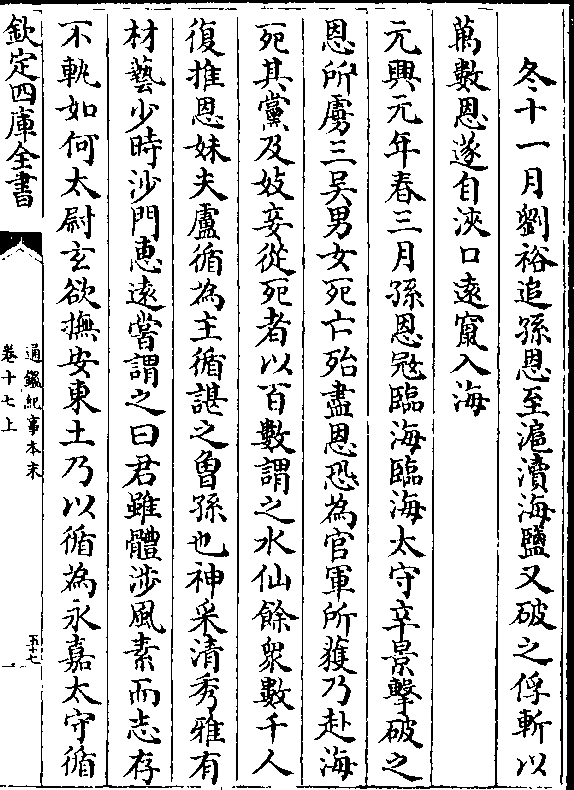 冬十一月劉裕追孫恩至滬瀆海鹽又破之俘斬以
萬數恩遂自浹口遠竄入海
元興元年春三月孫恩冦臨海臨海太守辛景擊破之
恩所虜三吳男女死亡殆盡恩恐為官軍所獲乃赴海
死其黨及妓妾從死者以百數謂之水仙餘衆數千人
復推恩妹夫盧循為主循諶之曾孫也神采清秀雅有
材藝少時沙門惠遠嘗謂之曰君雖體涉風素而志存
不軌如何太尉玄欲撫安東土乃以循為永嘉太守循
欽定四庫全書
通鑑紀事本末
卷十七上
五十七